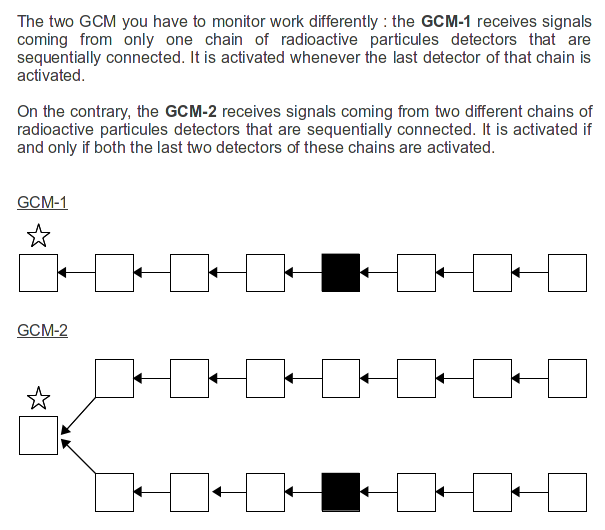 The two GCM you have to monitor work differently : the GCM-1 receives signals
coming from only one chain of radioactive particules detectors that are
sequentially connected. It is activated whenever the last detector of that chain is
activated.
On the contrary, the GCM-2 receives signals coming from two different chains of
radioactive particules detectors that are sequentially connected. It is activated if
and only if both the last two detectors of these chains are activated.
GCM-1
GCM-2